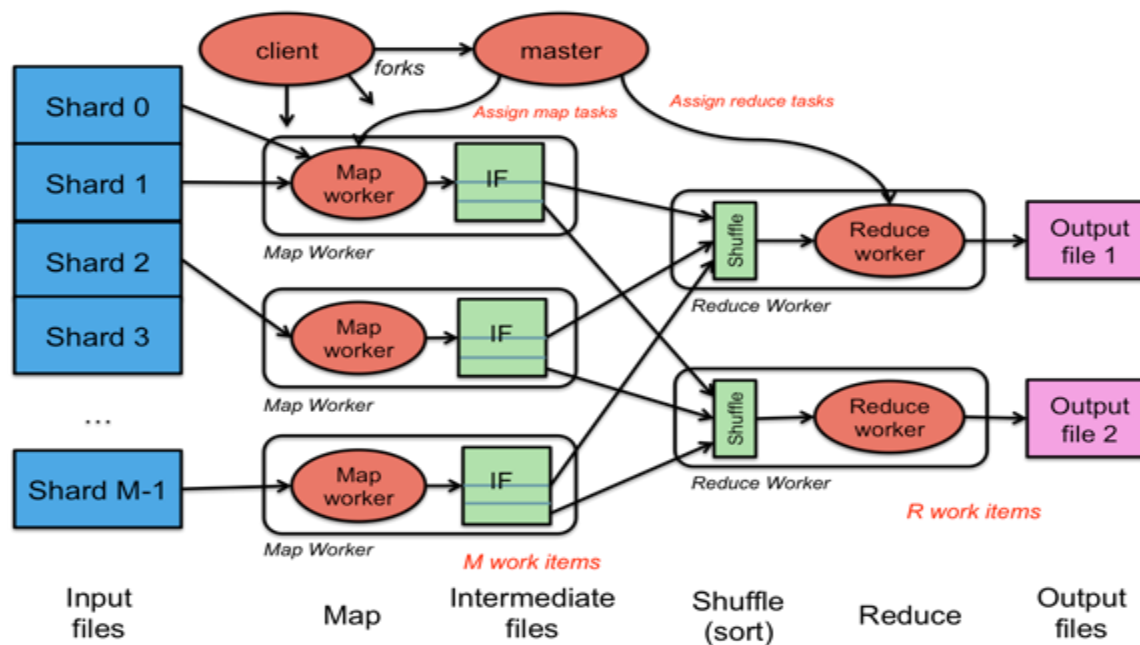 client
master
forks
Shard 0
Assign map tasks
Assign reduce tasks
Shard 1
Map
worker
IF
Map Worker
Shuffle
Reduce
worker
Output
file 1
Reduce Worker
Shard 2
Shard 3
Map
worker
IF
Map Worker
Shuffle
Reduce
worker
Output
file 2
Reduce Worker
...
Shard M-1
Map
worker
IF
Map Worker
M work items
R work items
Input
files
Map
Intermediate
files
Shuffle
(sort)
Reduce
Output
files